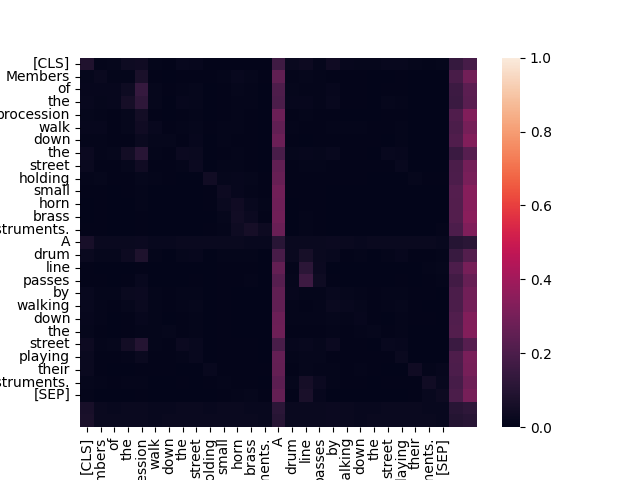 [CLS]
Members
of
the
procession
walk
down
the
street
holding
small
horn
brass
struments.
A
drum
line
passes
by
walking
down
the
street
playing
their
struments.
[SEP]
[CLS]
mbers
of
the
ession
walk
down
the
street
olding
small
horn
brass
ments.
A
drum
line
passes
by
alking
down
the
street
laying
their
ments.
[SEP]
1.0
0.8
0.6
0.4
0.2
0.0